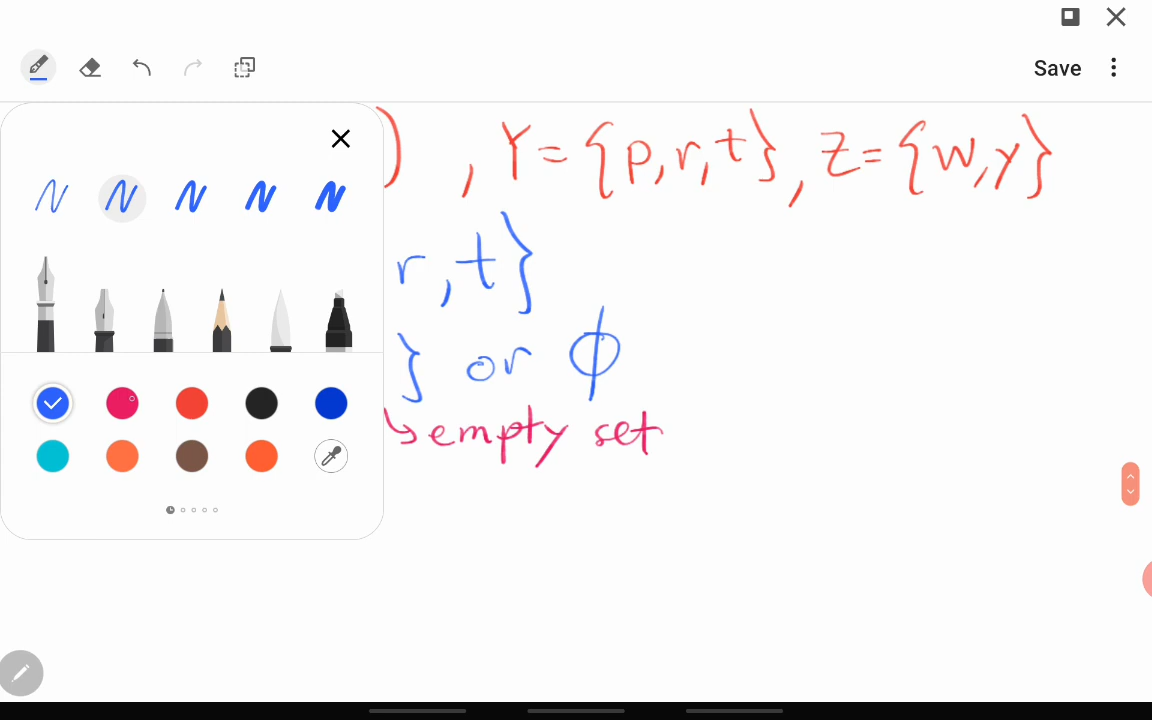 Save
} , Y = {p, r, t}, Z = {w, y}
r, t}
} or ϕ
↳ empty set